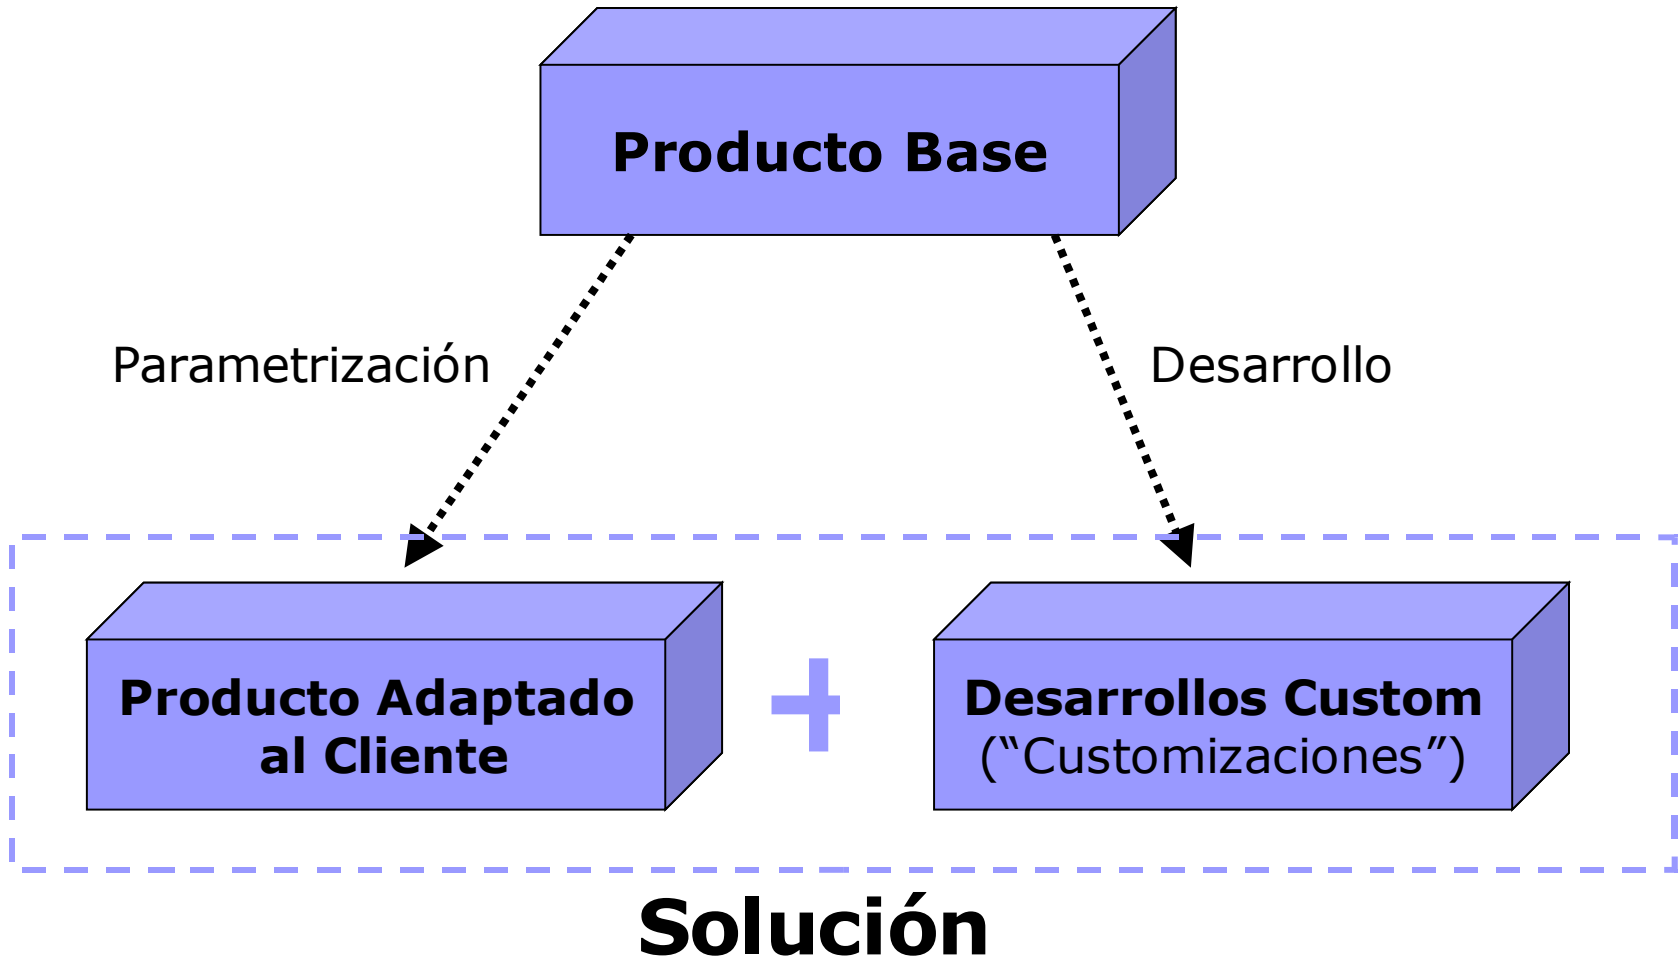 Producto Base
Parametrización
Desarrollo
Producto Adaptado
al Cliente
+
Desarrollos Custom
(“Customizaciones”)
Solución